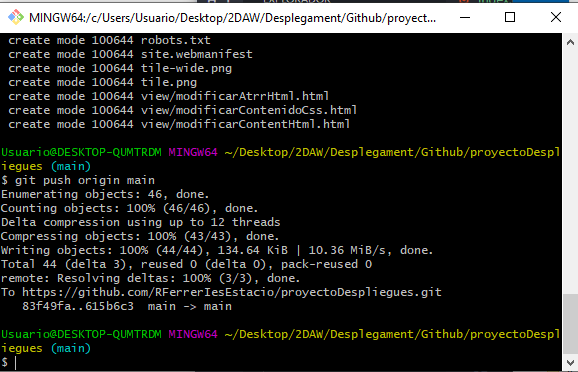 MINGW64:/c/Users/Usuario/Desktop/2DAW/Desplegament/Github/proyect...
create mode 100644 robots.txt
create mode 100644 site.webmanifest
create mode 100644 tile-wide.png
create mode 100644 tile.png
create mode 100644 view/modificarAtrrHtml.html
create mode 100644 view/modificarContenidoCss.html
create mode 100644 view/modificarContentHtml.html
Usuario@DESKTOP-QUMTRDM MINGW64 ~/Desktop/2DAW/Desplegament/Github/proyectoDespl
iegues (main)
$ git push origin main
Enumerating objects: 46, done.
Counting objects: 100% (46/46), done.
Delta compression using up to 12 threads
Compressing objects: 100% (43/43), done.
Writing objects: 100% (44/44), 134.64 KiB | 10.36 MiB/s, done.
Total 44 (delta 3), reused 0 (delta 0), pack-reused 0
remote: Resolving deltas: 100% (3/3), done.
To https://github.com/RFerrerIesEstacio/proyectoDespliegues.git
83f49fa..615b6c3  main -> main
Usuario@DESKTOP-QUMTRDM MINGW64 ~/Desktop/2DAW/Desplegament/Github/proyectoDespl
iegues (main)
$